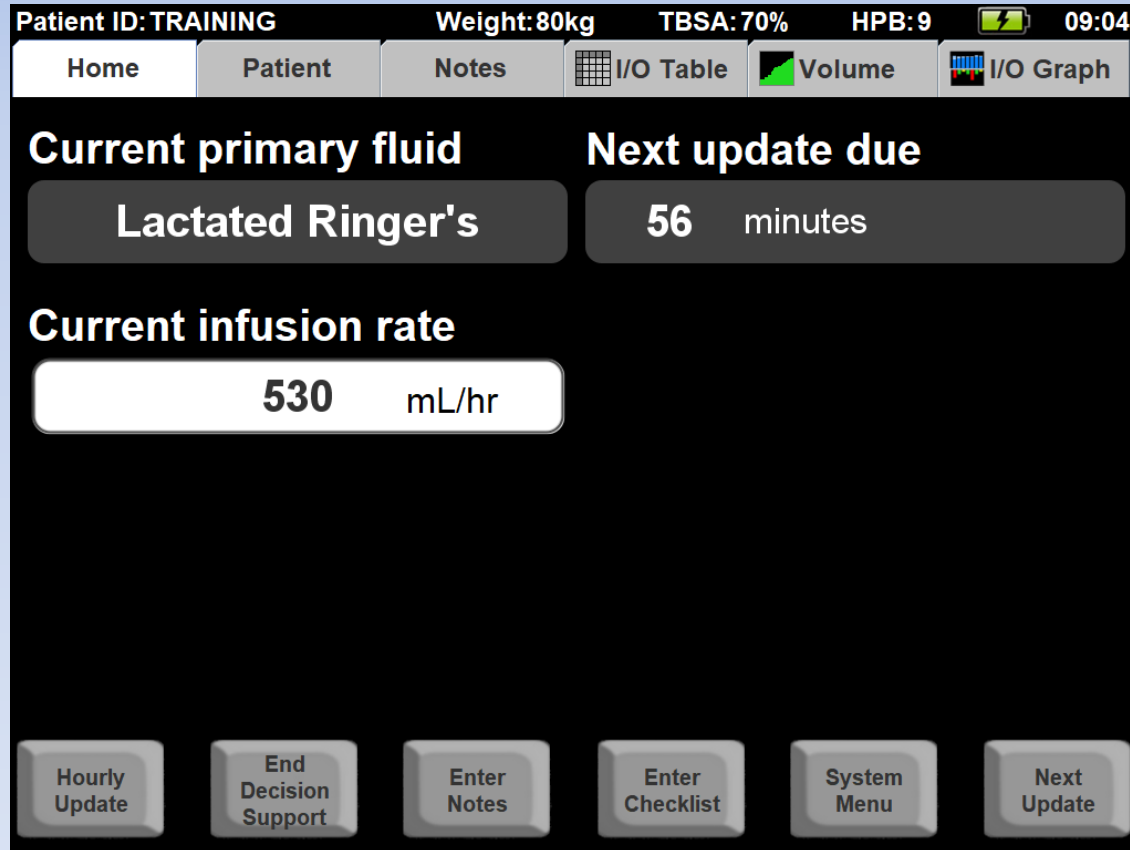 Patient ID: TRAINING Weight: 80kg TBSA: 70% HPB: 9 09:04
Home Patient Notes I/O Table Volume I/O Graph
Current primary fluid Next update due
Lactated Ringer's 56 minutes
Current infusion rate
530 mL/hr
Hourly Update
End Decision Support
Enter Notes
Enter Checklist
System Menu
Next Update